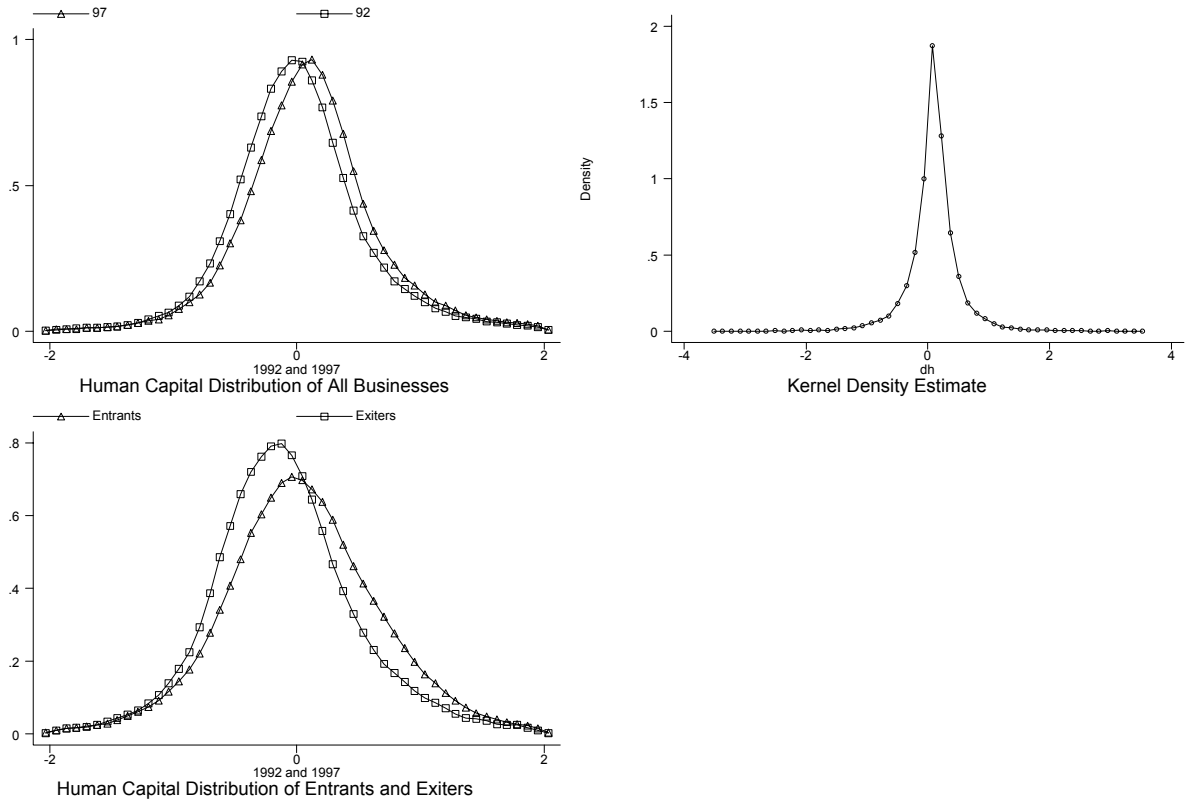 97 92
1
.5
0
-2 0 2
1992 and 1997
Human Capital Distribution of All Businesses
2
1.5
Density
1
.5
0
-4 -2 0 2 4
dh
Kernel Density Estimate
Entrants Exiters
.8
.6
.4
.2
0
-2 0 2
1992 and 1997
Human Capital Distribution of Entrants and Exiters